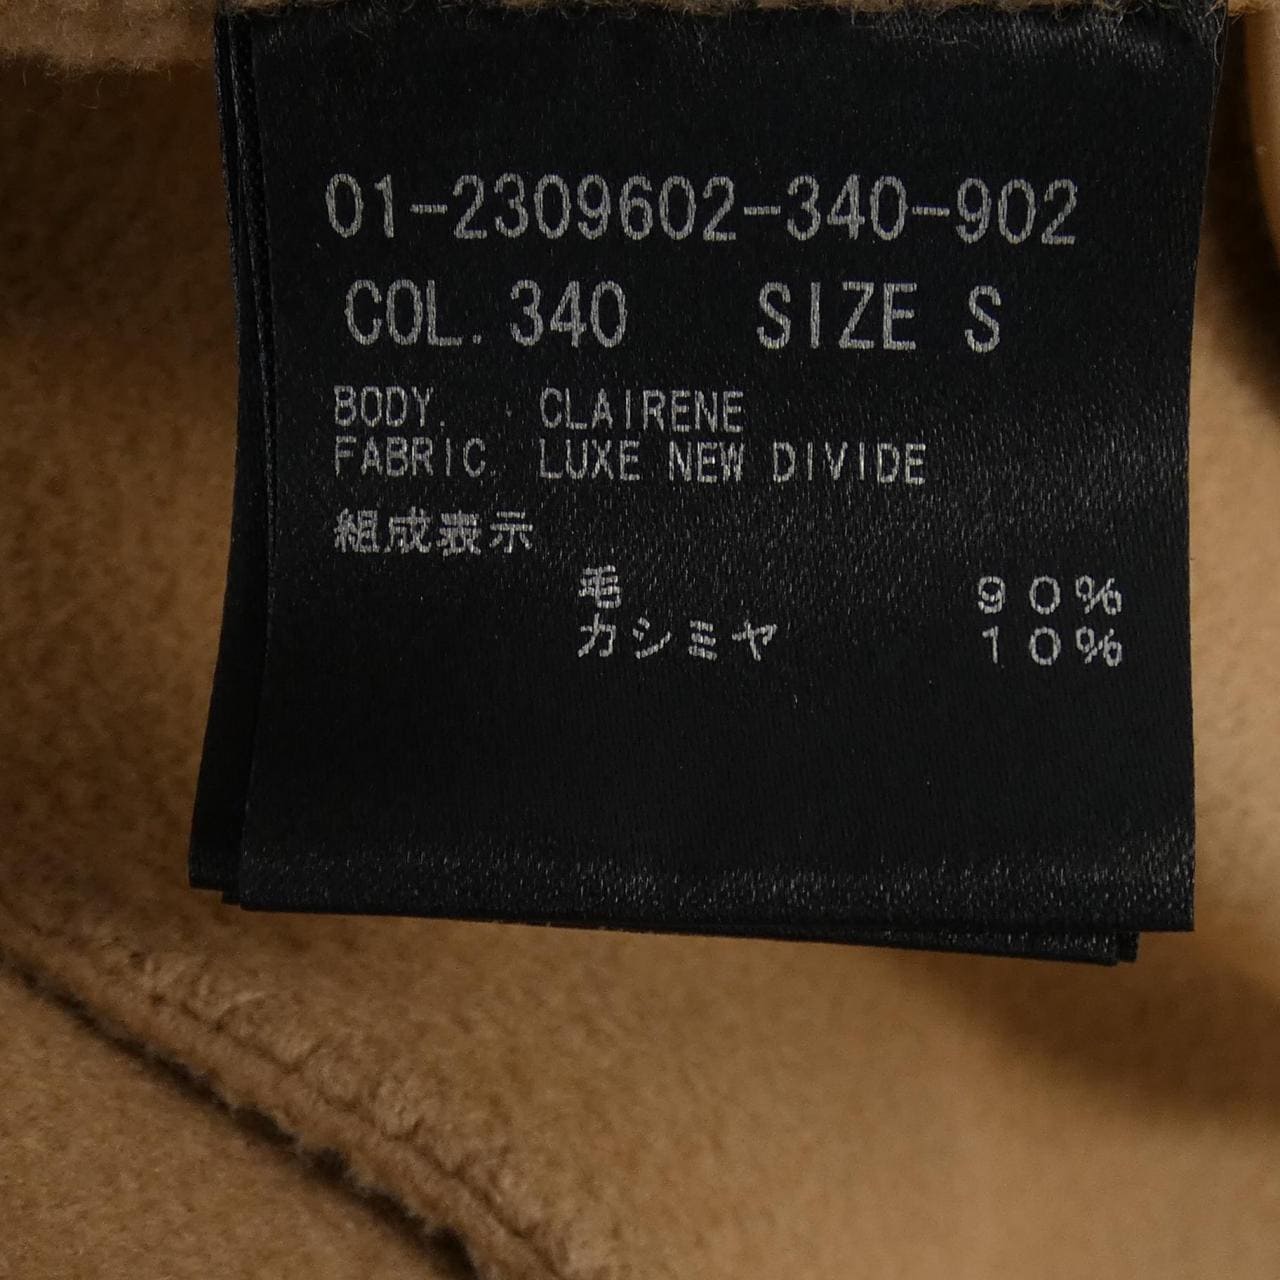 01-2309602-340-902
COL. 340 SIZE S
BODY. CLAIRENE
FABRIC. LUXE NEW DIVIDE
組成表示
毛 90%
カシミヤ 10%